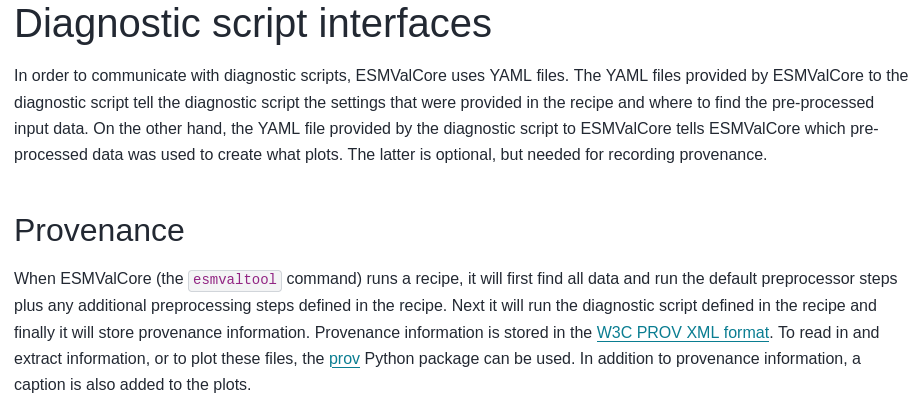 Diagnostic script interfaces
In order to communicate with diagnostic scripts, ESMValCore uses YAML files. The YAML files provided by ESMValCore to the
diagnostic script tell the diagnostic script the settings that were provided in the recipe and where to find the pre-processed
input data. On the other hand, the YAML file provided by the diagnostic script to ESMValCore tells ESMValCore which pre-
processed data was used to create what plots. The latter is optional, but needed for recording provenance.
Provenance
When ESMValCore (the esmvaltool command) runs a recipe, it will first find all data and run the default preprocessor steps
plus any additional preprocessing steps defined in the recipe. Next it will run the diagnostic script defined in the recipe and
finally it will store provenance information. Provenance information is stored in the W3C PROV XML format. To read in and
extract information, or to plot these files, the prov Python package can be used. In addition to provenance information, a
caption is also added to the plots.